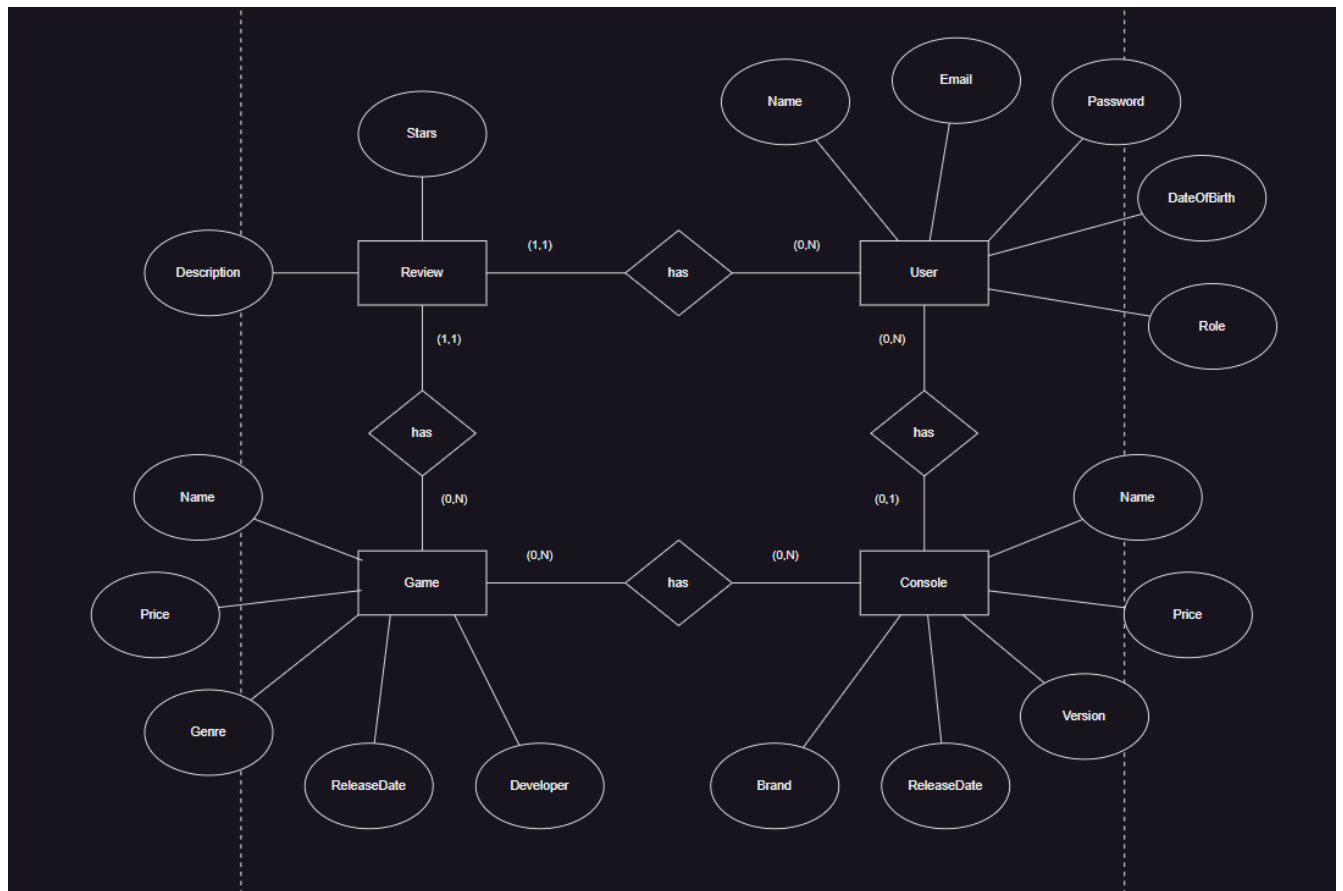 Email
Name
Password
Stars
DateOfBirth
(1,1)
(0,N)
Description
Review
has
User
Role
(1,1)
(0,N)
has
has
Name
(0,N)
(0,1)
Name
(0,N)
(0,N)
Game
has
Console
Price
Price
Version
Genre
ReleaseDate
Developer
Brand
ReleaseDate